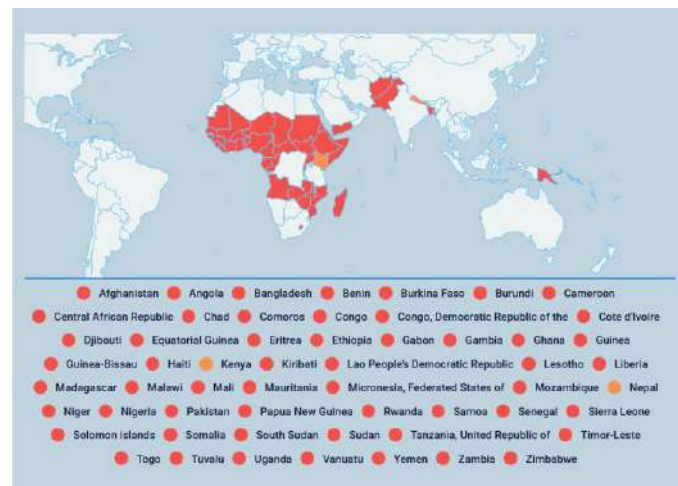 Afghanistan Angola Bangladesh Benin Burkina Faso Burundi Cameroon
Central African Republic Chad Comoros Congo Congo, Democratic Republic of the Cote d'Ivoire
Djibouti Equatorial Guinea Eritrea Ethiopia Gabon Gambia Ghana Guinea
Guinea-Bissau Haiti Kenya Kiribati Lao People's Democratic Republic Lesotho Liberia
Madagascar Malawi Mali Mauritania Micronesia, Federated States of Mozambique Nepal
Niger Nigeria Pakistan Papua New Guinea Rwanda Samoa Senegal Sierra Leone
Solomon Islands Somalia South Sudan Sudan Tanzania, United Republic of Timor-Leste
Togo Tuvalu Uganda Vanuatu Yemen Zambia Zimbabwe